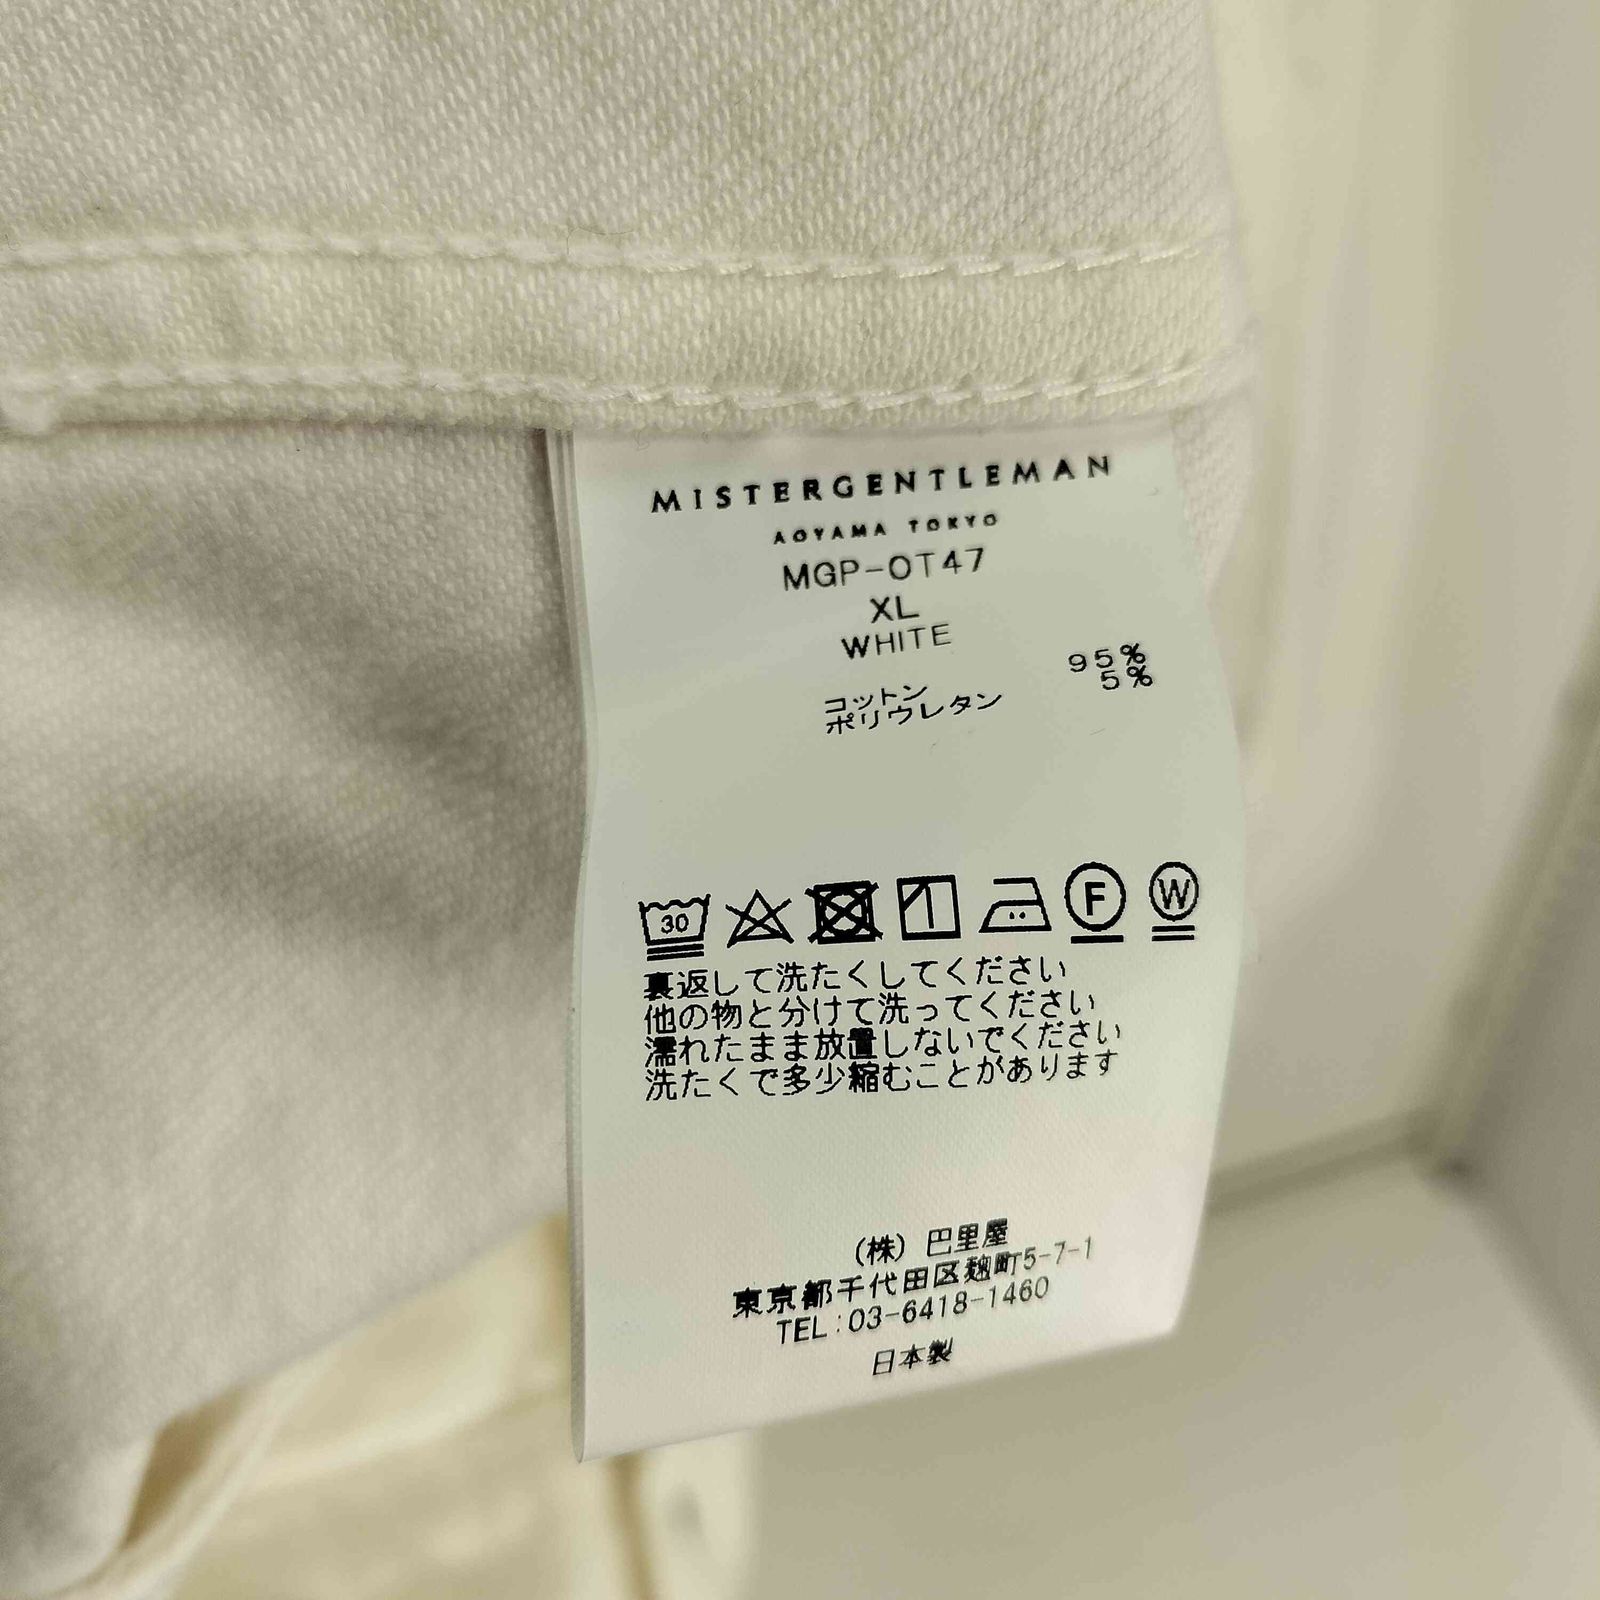 MISTERGENTLEMAN
AOYAMA TOKYO
MGP-OT47
XL
WHITE
コットン 95%
ポリウレタン 5%
30
F
W
裏返して洗たくしてください
他の物と分けて洗ってください
濡れたまま放置しないでください
洗たくで多少縮むことがあります
(株) 巴里屋
東京都千代田区麹町5-7-1
TEL:03-6418-1460
日本製